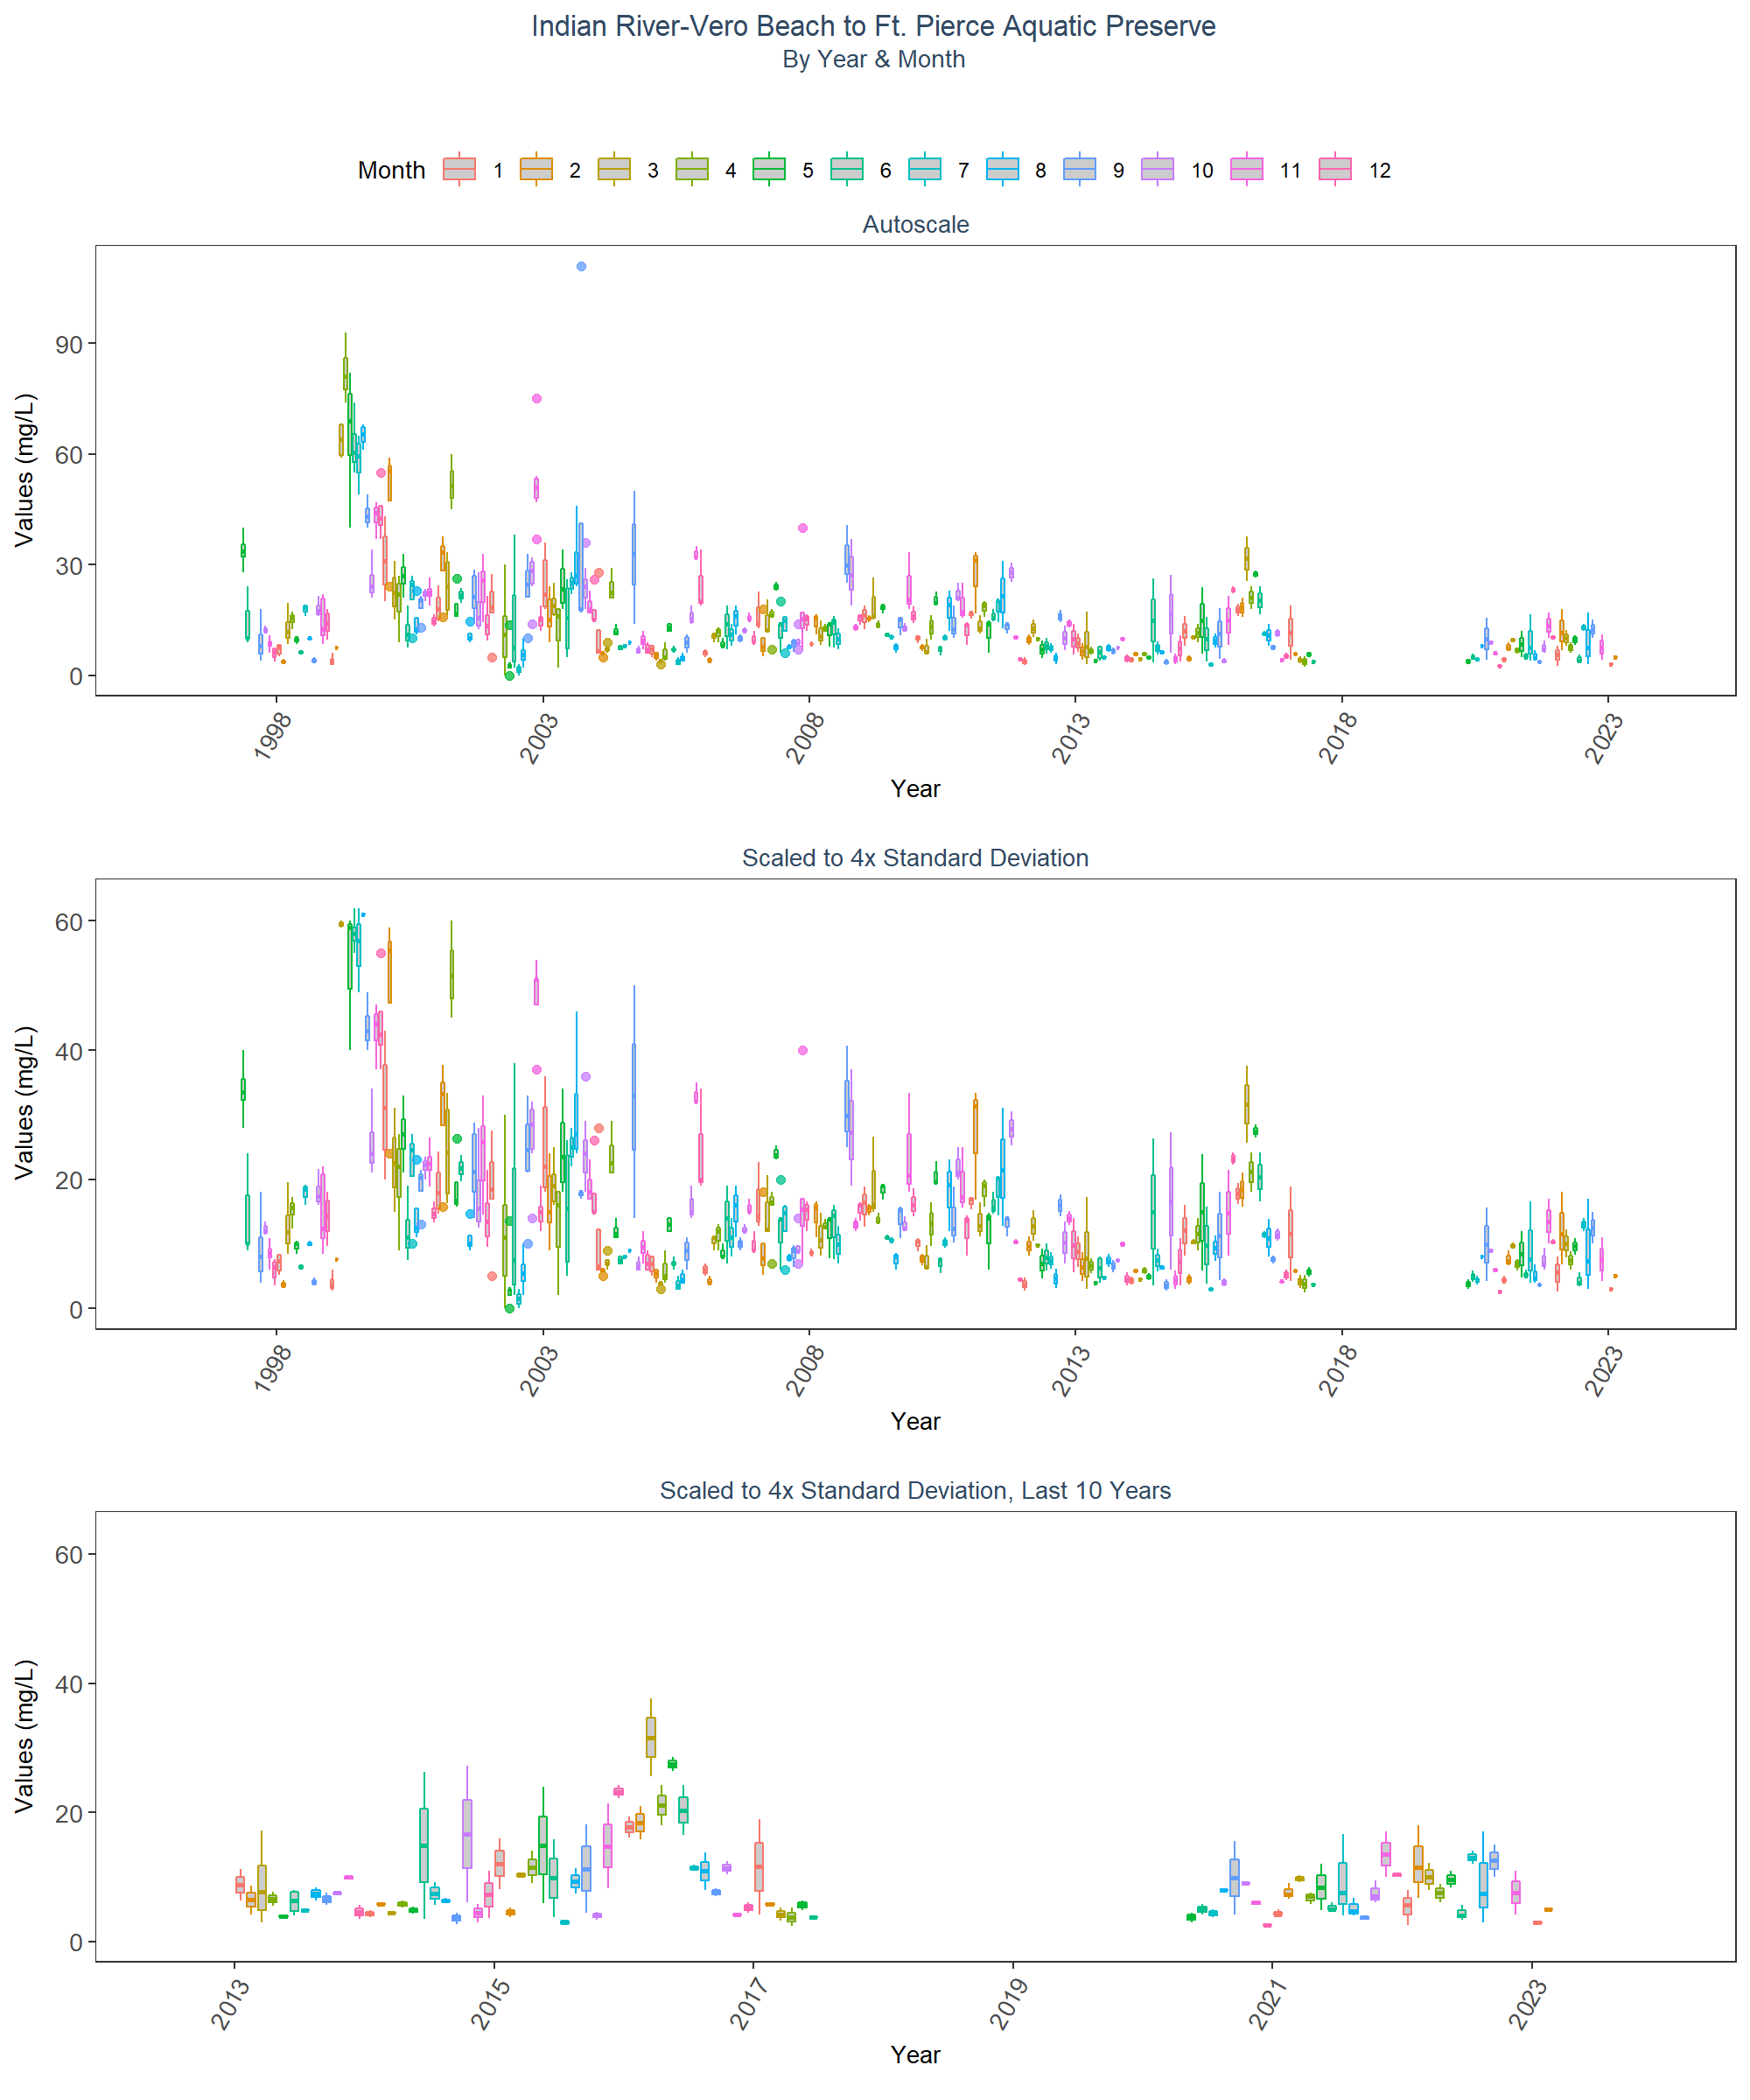 Indian River-Vero Beach to Ft. Pierce Aquatic Preserve
By Year & Month
Month 1 2 3 4 5 6 7 8 9 10 11 12
Autoscale
Values (mg/L)
90
60
30
0
1998 2003 2008 2013 2018 2023
Year
Scaled to 4x Standard Deviation
Values (mg/L)
60
40
20
0
1998 2003 2008 2013 2018 2023
Year
Scaled to 4x Standard Deviation, Last 10 Years
Values (mg/L)
60
40
20
0
2013 2015 2017 2019 2021 2023
Year